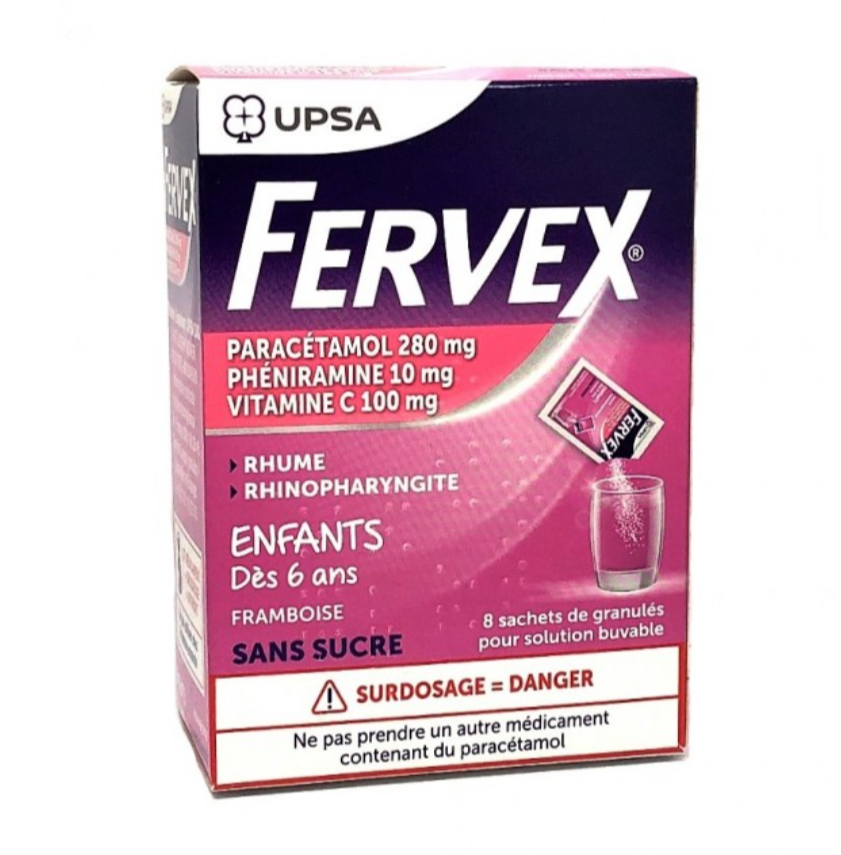 UPSA
FERVEX®
PARACÉTAMOL 280 mg
PHÉNIRAMINE 10 mg
VITAMINE C 100 mg
RHUME
RHINOPHARYNGITE
ENFANTS
Dès 6 ans
FRAMBOISE
SANS SUCRE
8 sachets de granulés
pour solution buvable
SURDOSAGE = DANGER
Ne pas prendre un autre médicament
contenant du paracétamol
FERVEX
FERVEX